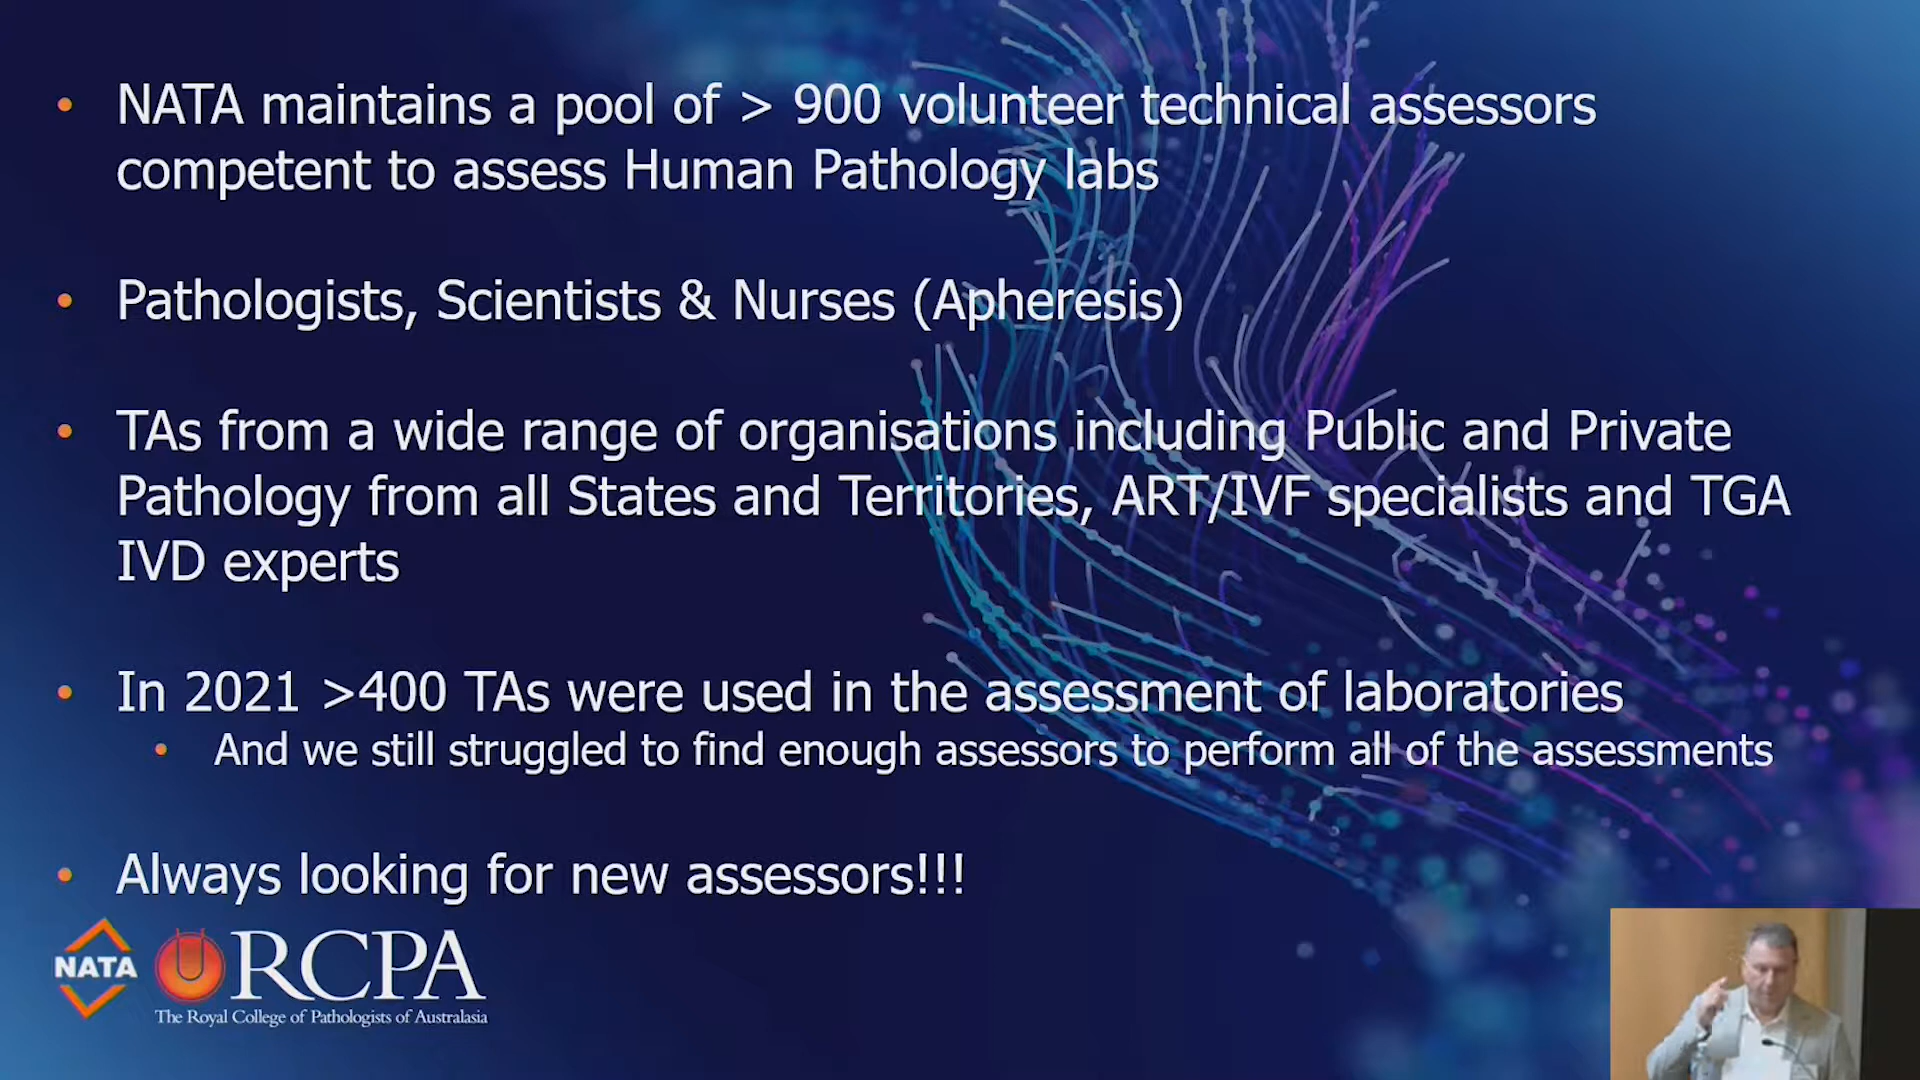 • NATA maintains a pool of > 900 volunteer technical assessors
competent to assess Human Pathology labs
• Pathologists, Scientists & Nurses (Apheresis)
• TAs from a wide range of organisations including Public and Private
Pathology from all States and Territories, ART/IVF specialists and TGA
IVD experts
• In 2021 >400 TAs were used in the assessment of laboratories
• And we still struggled to find enough assessors to perform all of the assessments
• Always looking for new assessors!!!
NATA
RCPA
The Royal College of Pathologists of Australasia